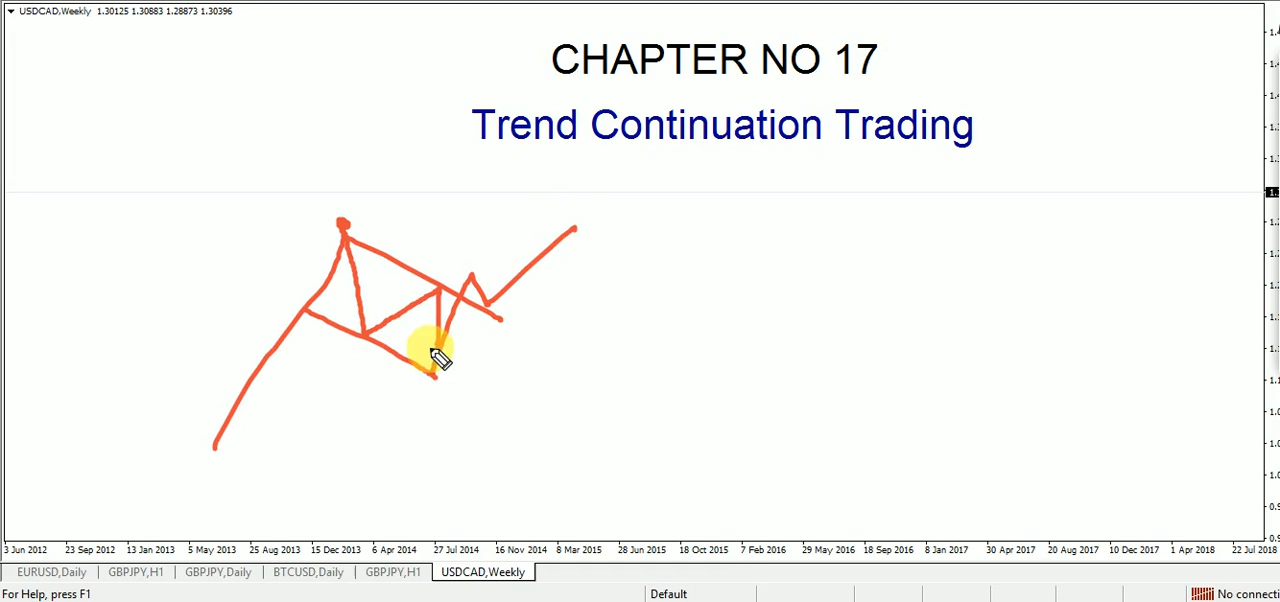 USDCAD,Weekly 1.30125 1.30883 1.28873 1.30396
CHAPTER NO 17
Trend Continuation Trading
3 Jun 2012 23 Sep 2012 13 Jan 2013 5 May 2013 25 Aug 2013 15 Dec 2013 6 Apr 2014 27 Jul 2014 16 Nov 2014 8 Mar 2015 28 Jun 2015 18 Oct 2015 7 Feb 2016 29 May 2016 18 Sep 2016 8 Jan 2017 30 Apr 2017 20 Aug 2017 10 Dec 2017 1 Apr 2018 22 Jul 2018
EURUSD,Daily GBPJPY,H1 GBPJPY,Daily BTCUSD,Daily GBPJPY,H1 USDCAD,Weekly
For Help, press F1 Default No connecti